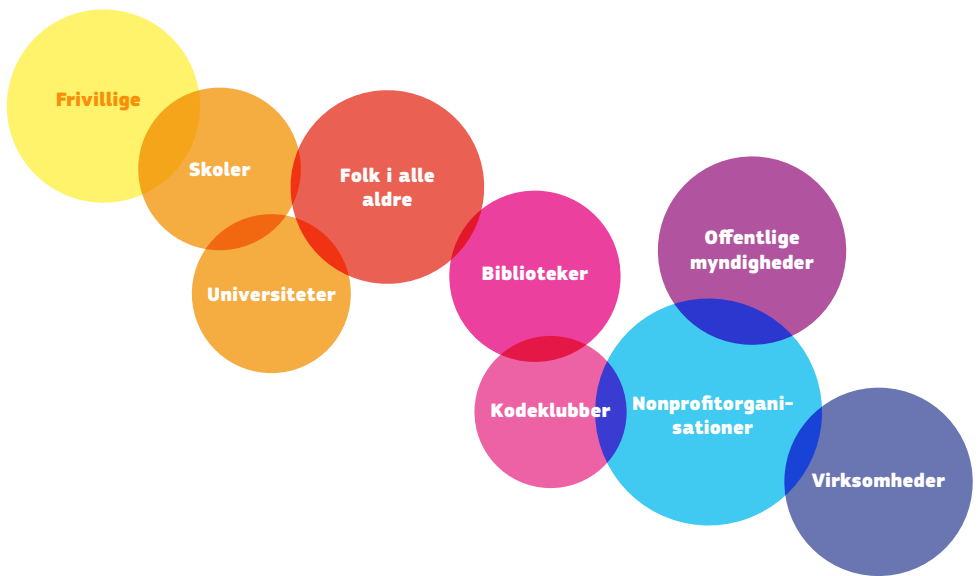 Frivillige
Skoler
Folk i alle
aldre
Universiteter
Biblioteker
Kodeklubber
Offentlige
myndigheder
Nonprofitorgani-
sationer
Virksomheder